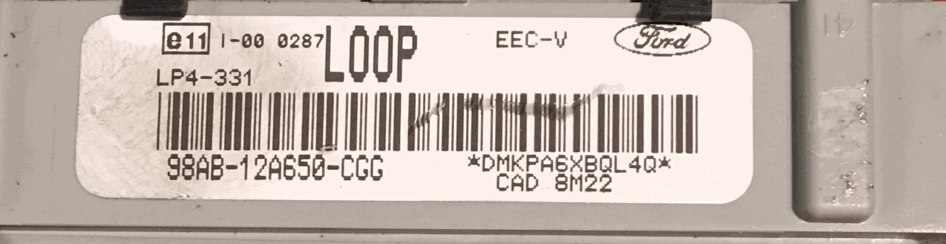 e11 I-00 0287 LOOP EEC-V Ford
LP4-331
98AB-12A650-CGG *DMKPA6XBQL4Q*
CAD 8M22